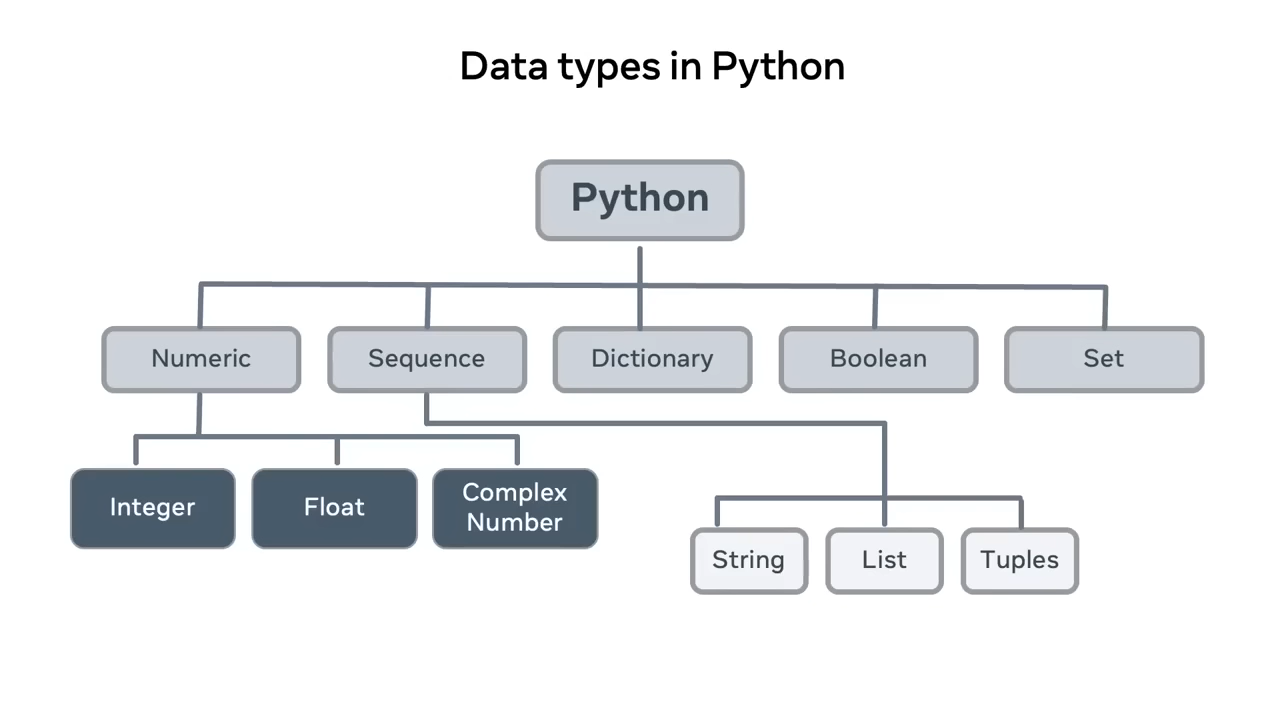 Data types in Python
Python
Numeric
Sequence
Dictionary
Boolean
Set
Integer
Float
Complex
Number
String
List
Tuples